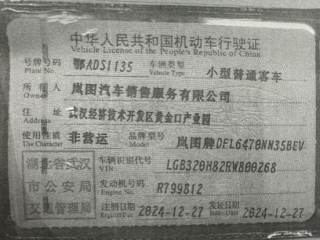 中华人民共和国机动车行驶证
Vehicle License of the People's Republic of China
号牌号码 鄂ADS1135 车辆类型 小型普通客车
Plate No. Vehicle Type
所有人 岚图汽车销售服务有限公司
Owner
住址 武汉经济技术开发区黄金口产业园
Address
使用性质 非营运 品牌型号 岚图牌DFL6470NN35BEV
Use Character Model
湖北省武汉 车辆识别代号 LGB320H82RW800268
VIN
市公安局 发动机号码 R799812
Engine No.
交通管理局 注册日期 2024-12-27 发证日期 2024-12-27
Register Date Issue Date